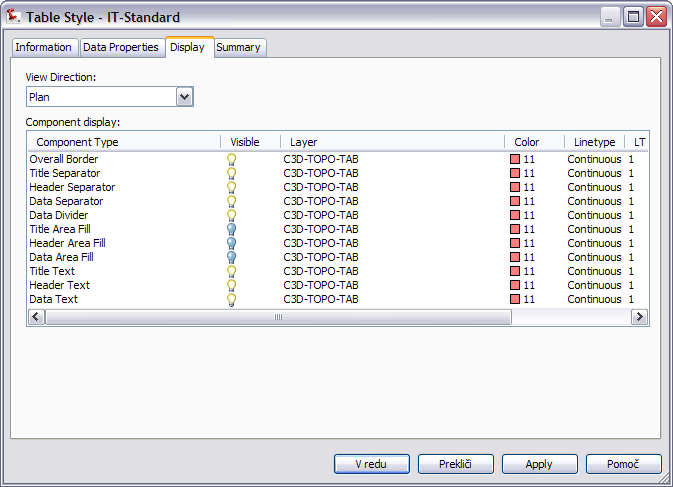 Table Style - IT-Standard
Information Data Properties Display Summary
View Direction:
Plan
Component display:
Component Type Visible Layer Color Linetype LT
Overall Border C3D-TOPO-TAB 11 Continuous 1
Title Separator C3D-TOPO-TAB 11 Continuous 1
Header Separator C3D-TOPO-TAB 11 Continuous 1
Data Separator C3D-TOPO-TAB 11 Continuous 1
Data Divider C3D-TOPO-TAB 11 Continuous 1
Title Area Fill C3D-TOPO-TAB 11 Continuous 1
Header Area Fill C3D-TOPO-TAB 11 Continuous 1
Data Area Fill C3D-TOPO-TAB 11 Continuous 1
Title Text C3D-TOPO-TAB 11 Continuous 1
Header Text C3D-TOPO-TAB 11 Continuous 1
Data Text C3D-TOPO-TAB 11 Continuous 1
V redu Prekliči Apply Pomoč